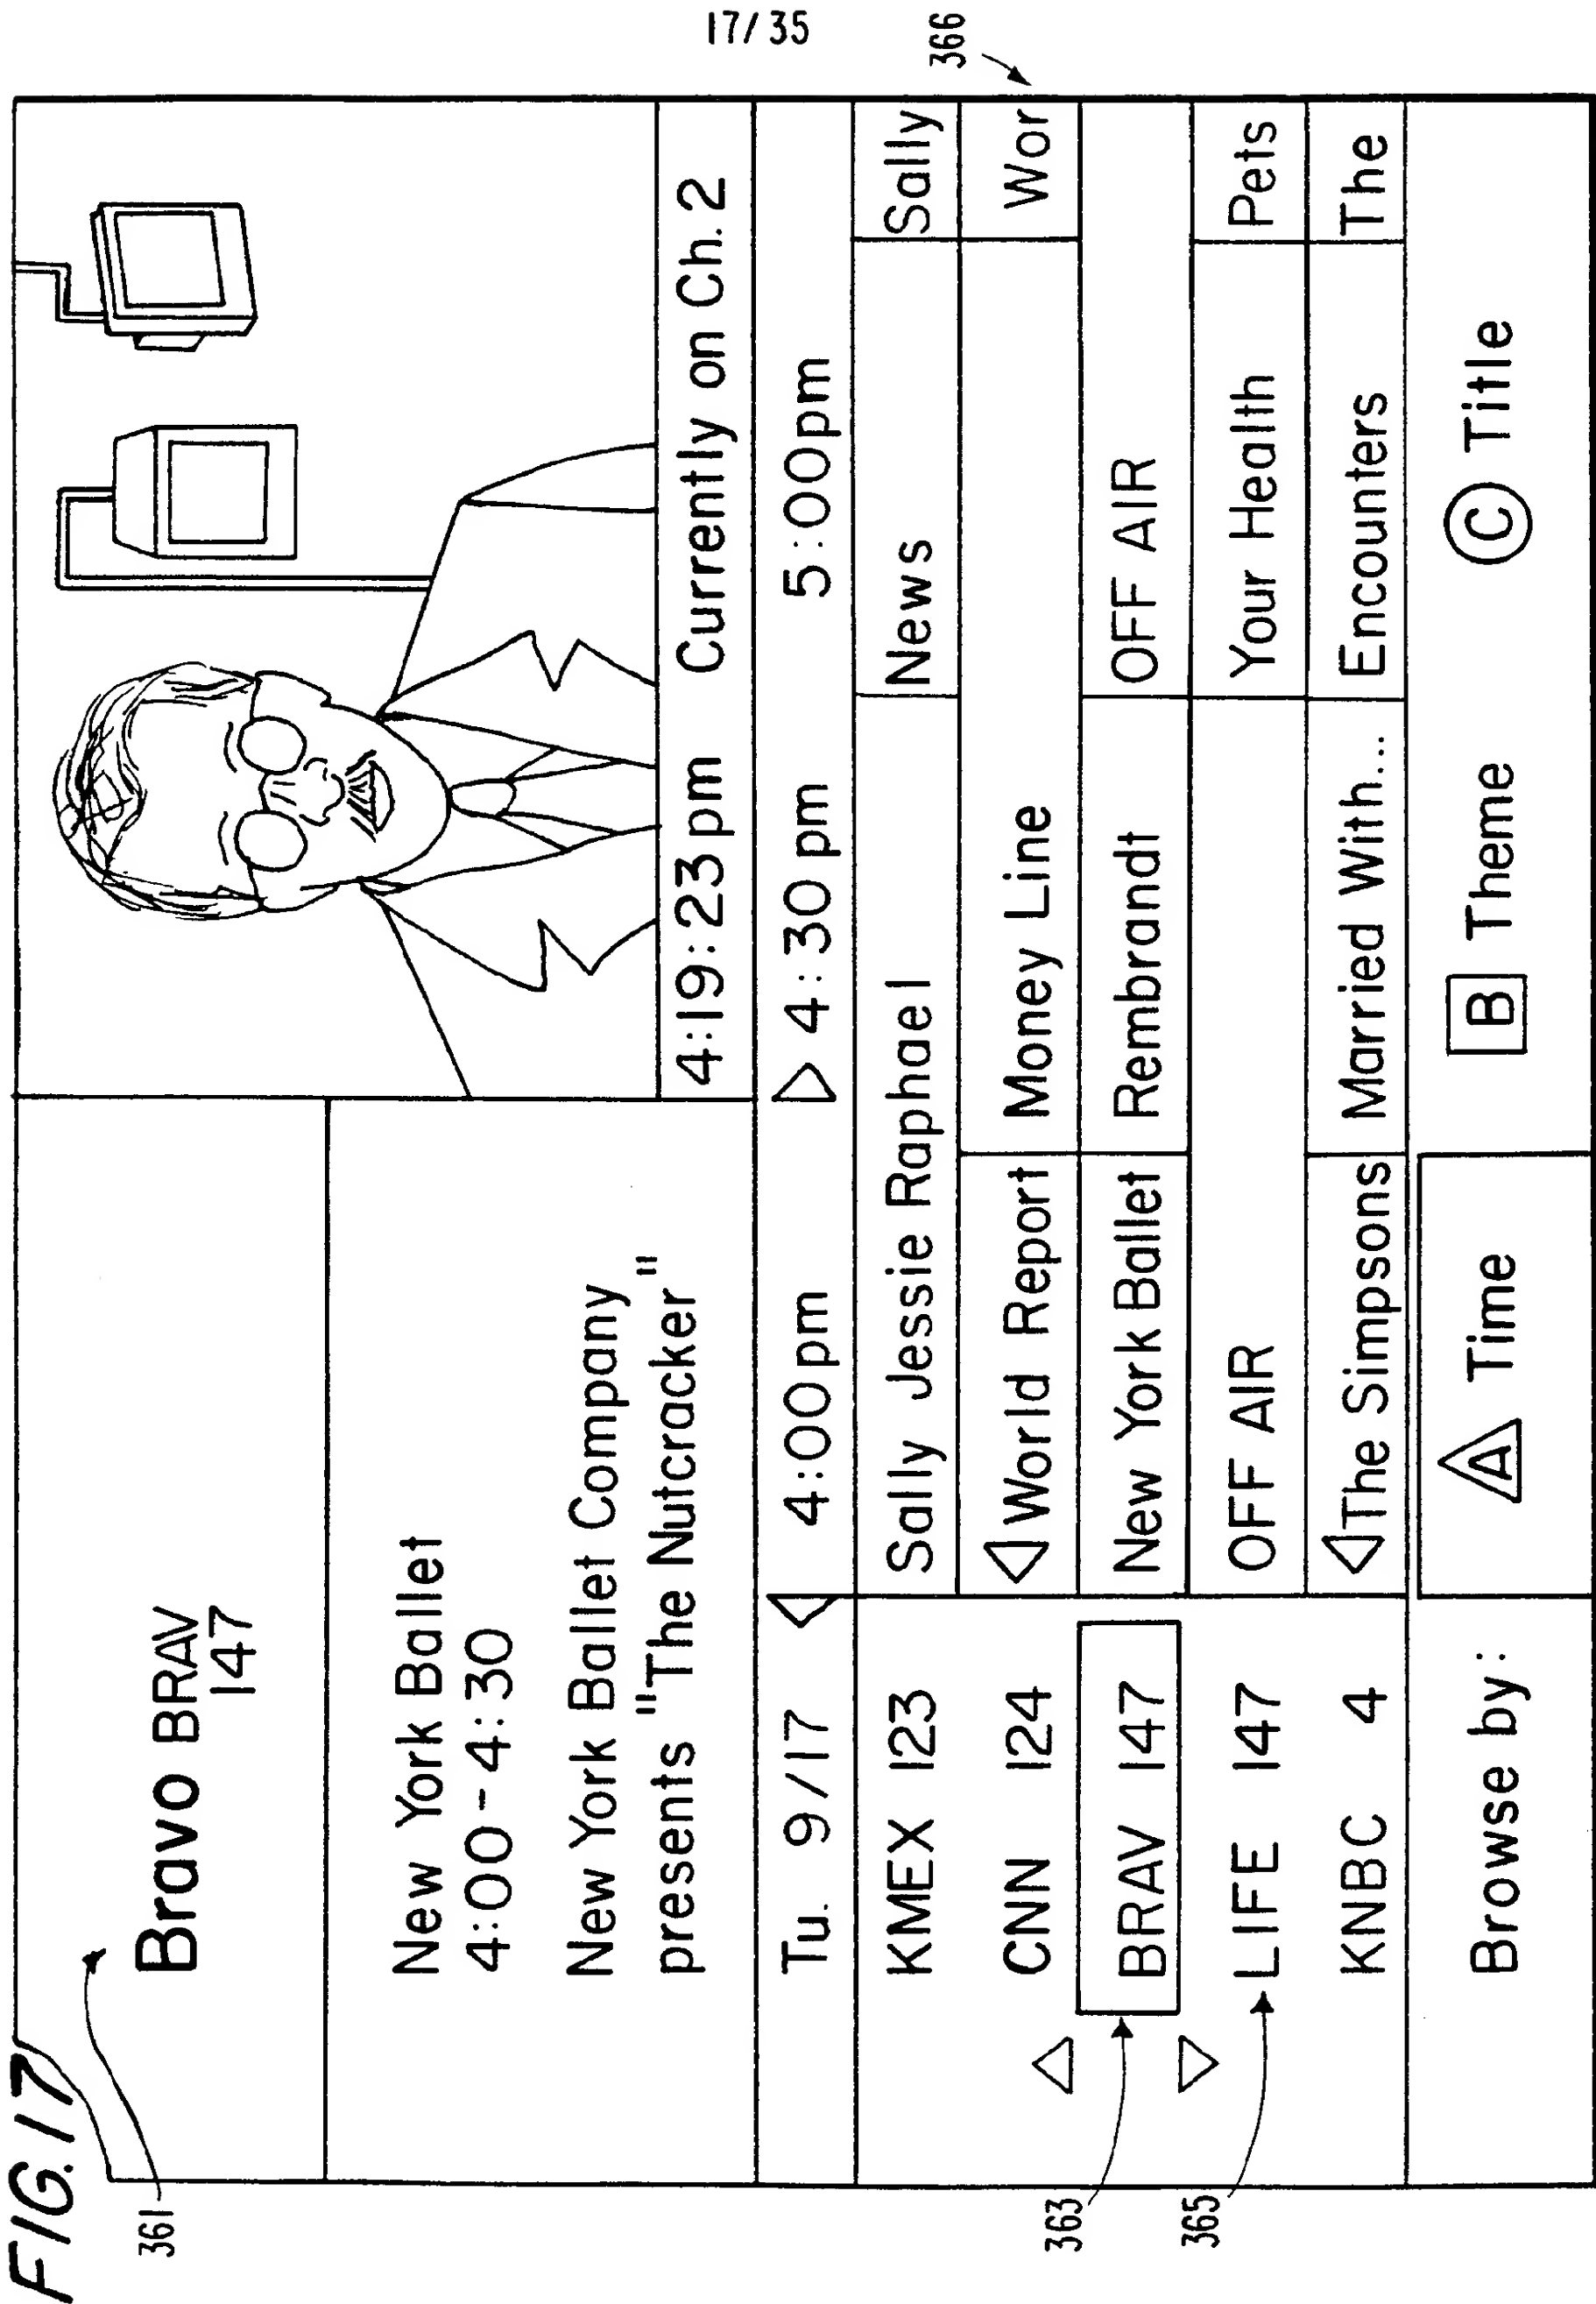 17/35
FIG. 17
361
366
Bravo BRAV
147
New York Ballet
4:00-4:30
New York Ballet Company
presents "The Nutcracker"
4:19:23 pm Currently on Ch. 2
Tu. 9/17 4:00pm 4:30 pm 5:00pm
KMEX 123 Sally Jessie Raphael News Sally
CNN 124 World Report Money Line Wor
363
BRAV 147 New York Ballet Rembrandt OFF AIR
365
LIFE 147 OFF AIR Your Health Pets
KNBC 4 The Simpsons Married With... Encounters The
Browse by: A Time B Theme C Title